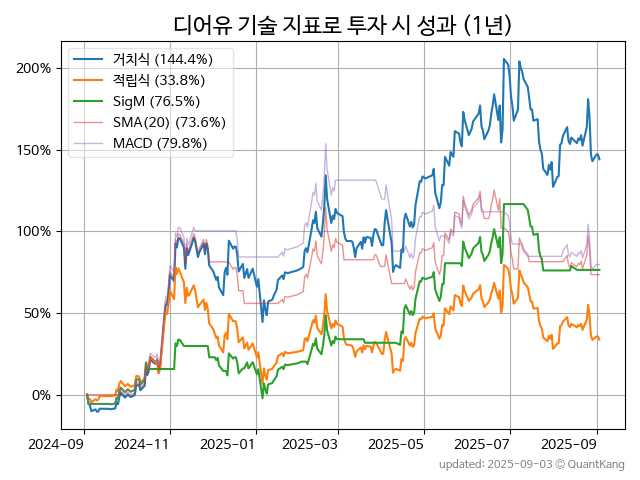 디어유 기술 지표로 투자 시 성과 (1년)
거치식 (144.4%)
적립식 (33.8%)
SigM (76.5%)
SMA(20) (73.6%)
MACD (79.8%)
200%
150%
100%
50%
0%
2024-09 2024-11 2025-01 2025-03 2025-05 2025-07 2025-09
updated: 2025-09-03 © QuantKang